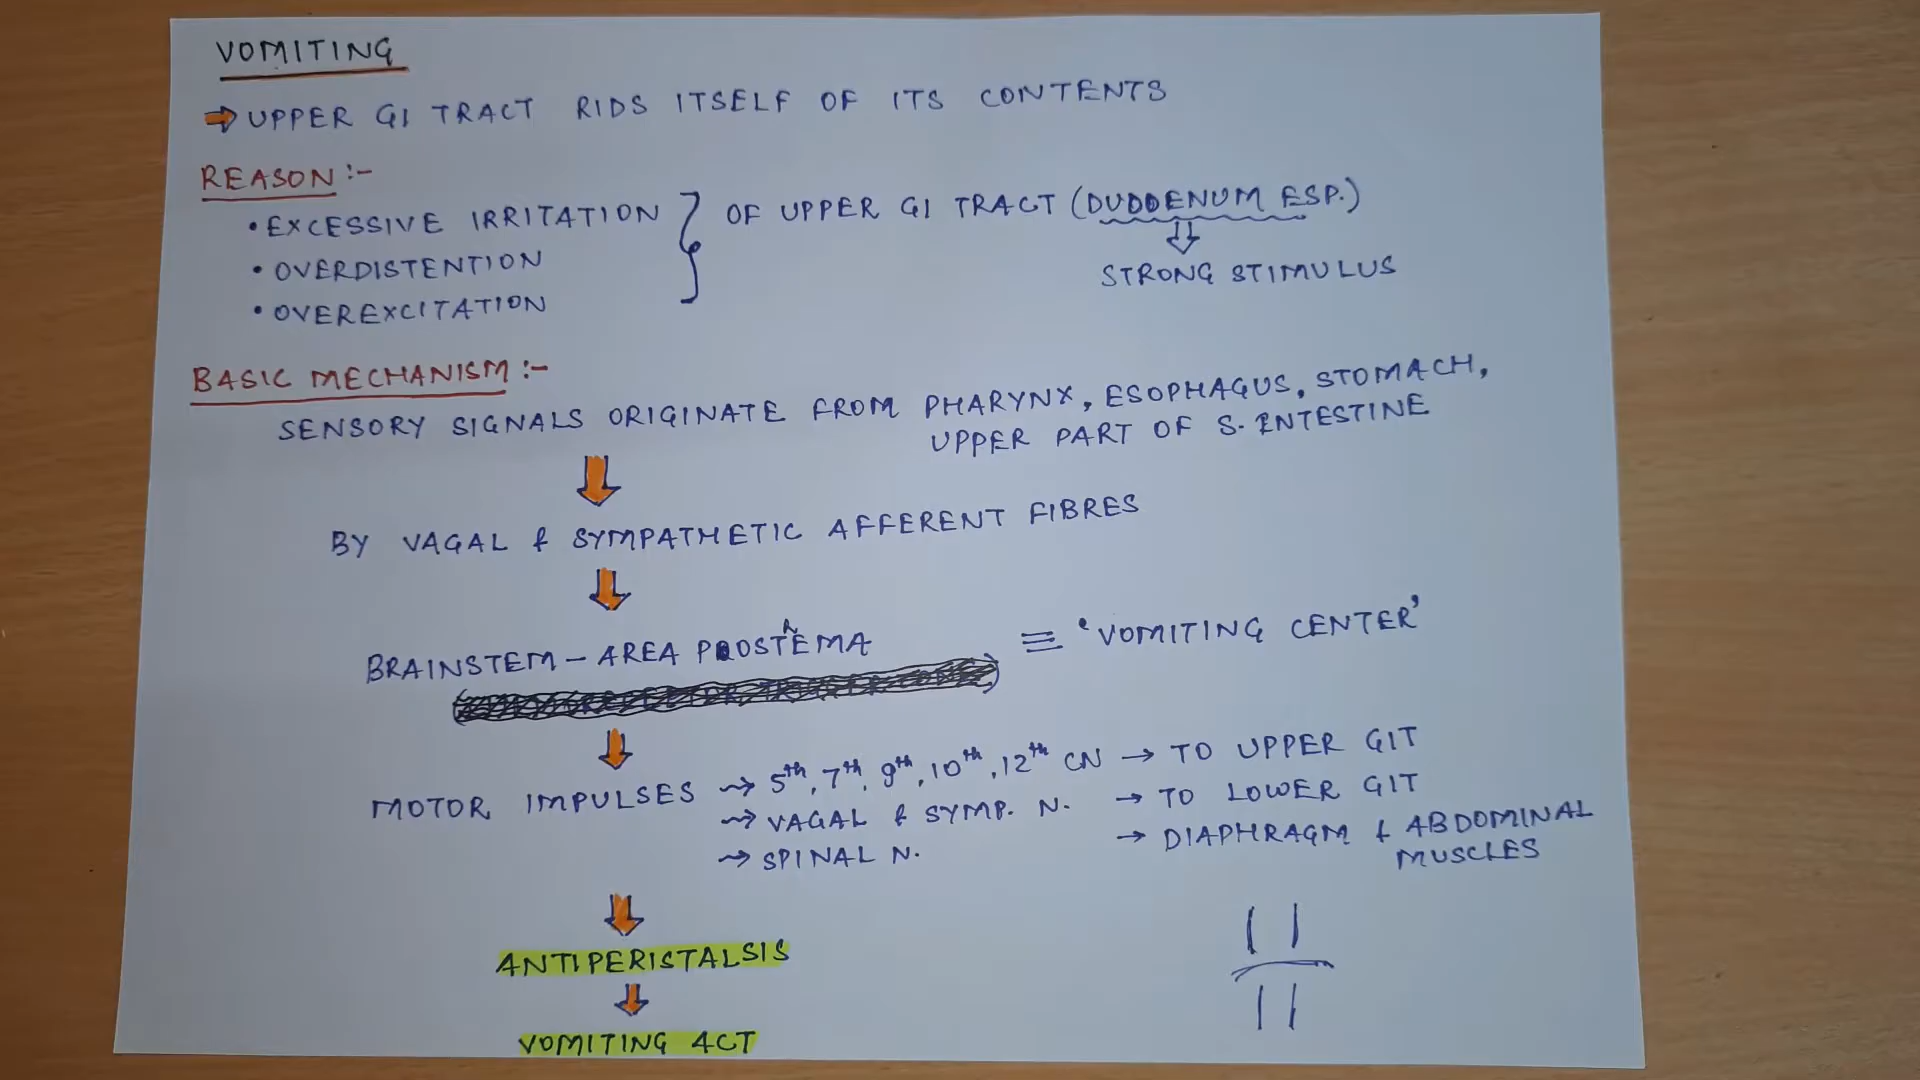 VOMITING
⇒ UPPER GI TRACT RIDS ITSELF OF ITS CONTENTS
REASON:-
• EXCESSIVE IRRITATION } OF UPPER GI TRACT (DUODENUM ESP.)
• OVERDISTENTION ⇓ STRONG STIMULUS
• OVEREXCITATION
BASIC MECHANISM:-
SENSORY SIGNALS ORIGINATE FROM PHARYNX, ESOPHAGUS, STOMACH,
UPPER PART OF S. INTESTINE
BY VAGAL & SYMPATHETIC AFFERENT FIBRES
BRAINSTEM - AREA ≡ 'VOMITING CENTER'
MOTOR IMPULSES → 5th, 7th, 9th, 10th, 12th CN → TO UPPER GIT
→ VAGAL & SYMP. N. → TO LOWER GIT
→ SPINAL N. → DIAPHRAGM & ABDOMINAL
MUSCLES
ANTIPERISTALSIS
VOMITING ACT